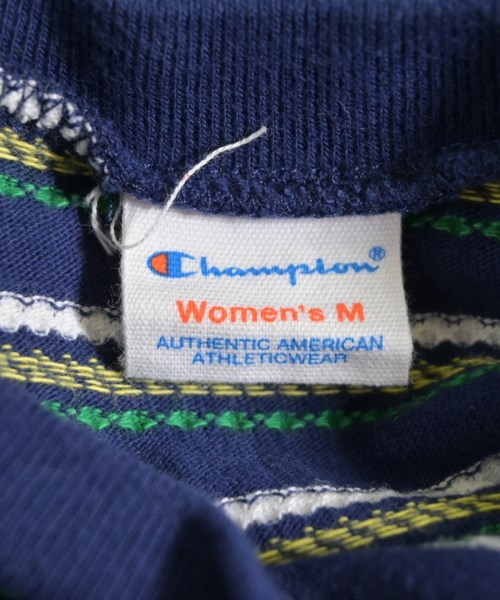 Champion®
Women's M
AUTHENTIC AMERICAN
ATHLETICWEAR